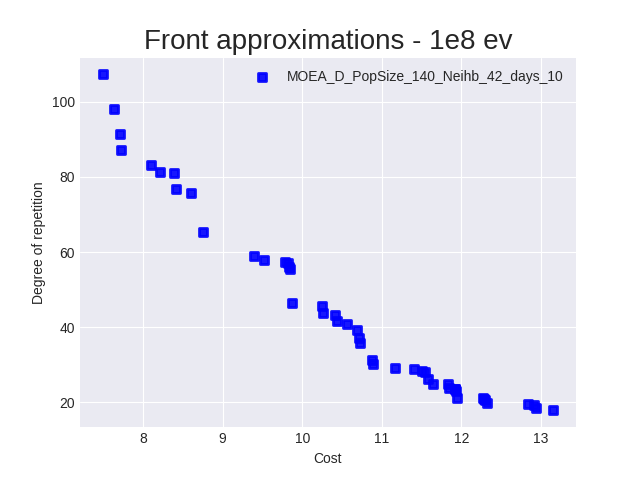 Front approximations - 1e8 ev
MOEA_D_PopSize_140_Neihb_42_days_10
Degree of repetition
100
80
60
40
20
8 9 10 11 12 13
Cost